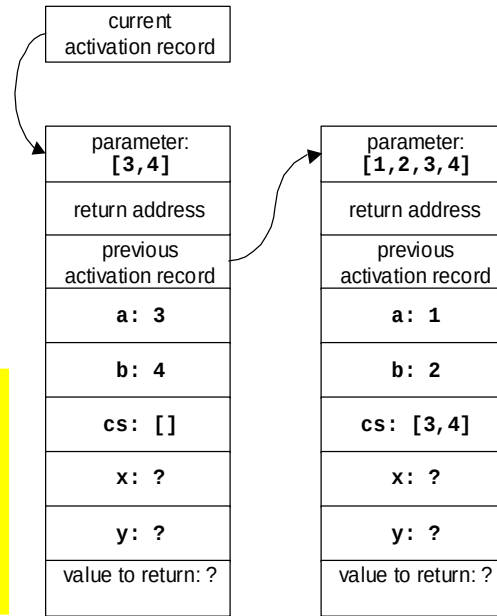 current
activation record
parameter:
[3,4]
return address
previous
activation record
a: 3
b: 4
cs: []
x: ?
y: ?
value to return: ?
parameter:
[1,2,3,4]
return address
previous
activation record
a: 1
b: 2
cs: [3,4]
x: ?
y: ?
value to return: ?